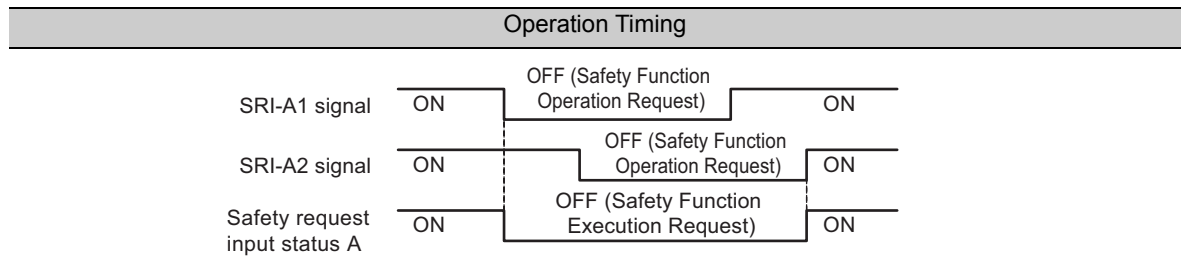 Operation Timing
OFF (Safety Function
Operation Request)
SRI-A1 signal ON ON
OFF (Safety Function
Operation Request)
SRI-A2 signal ON ON
OFF (Safety Function
Execution Request)
Safety request
input status A
ON ON